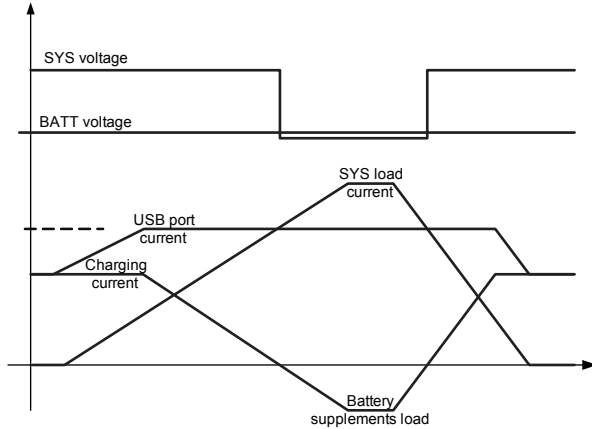 SYS voltage
BATT voltage
SYS load
current
USB port
current
Charging
current
Battery
supplements load